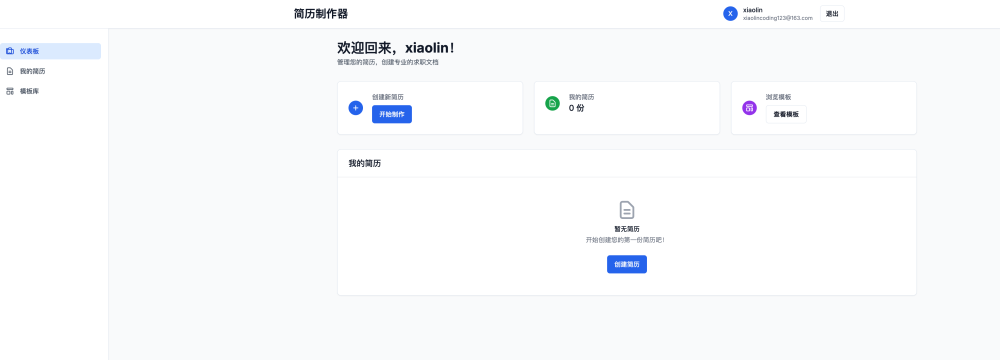 简历制作器
X
xiaolin
xiaolincoding123@163.com
退出
仪表板
我的简历
模板库
欢迎回来，xiaolin！
管理您的简历，创建专业的求职文档
创建新简历
开始制作
我的简历
0 份
浏览模板
查看模板
我的简历
暂无简历
开始创建您的第一份简历吧！
创建简历